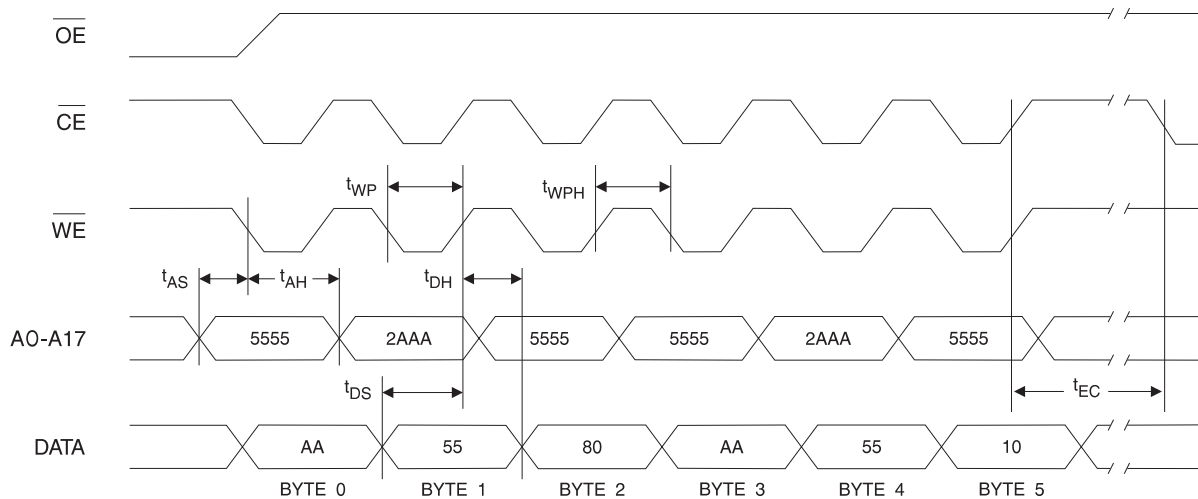 OE
CE
tWP
tWPH
WE
tAS
tAH
tDH
A0-A17
5555
2AAA
5555
5555
2AAA
5555
tDS
tEC
DATA
AA
55
80
AA
55
10
BYTE 0
BYTE 1
BYTE 2
BYTE 3
BYTE 4
BYTE 5